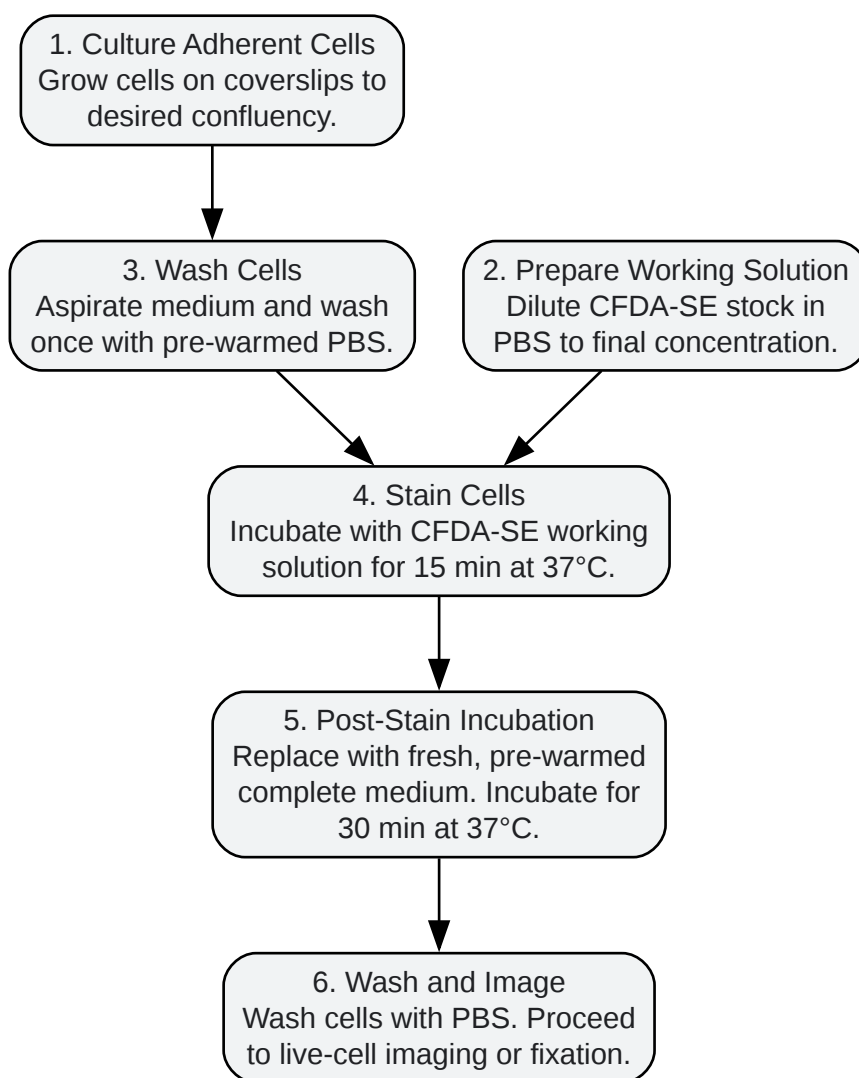 1. Culture Adherent Cells
Grow cells on coverslips to
desired confluency.
3. Wash Cells
Aspirate medium and wash
once with pre-warmed PBS.
2. Prepare Working Solution
Dilute CFDA-SE stock in
PBS to final concentration.
4. Stain Cells
Incubate with CFDA-SE working
solution for 15 min at 37°C.
5. Post-Stain Incubation
Replace with fresh, pre-warmed
complete medium. Incubate for
30 min at 37°C.
6. Wash and Image
Wash cells with PBS. Proceed
to live-cell imaging or fixation.